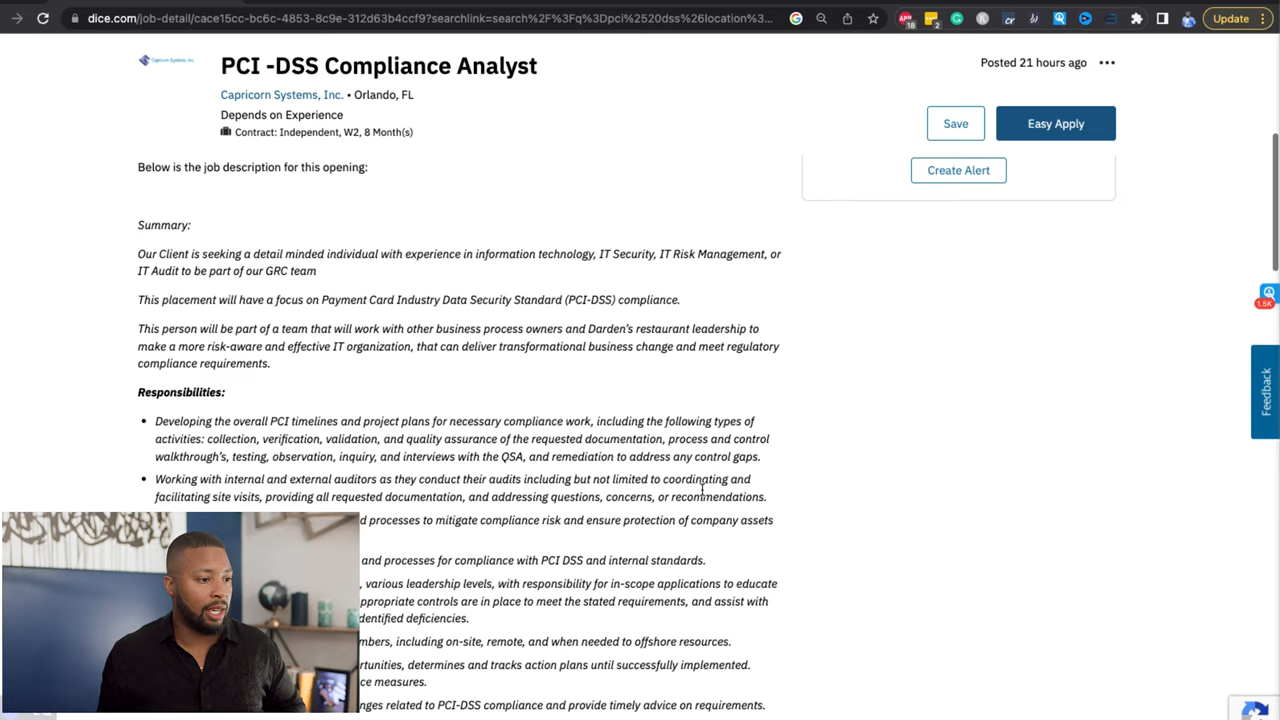 dice.com/job-detail/cace15cc-bc6c-4853-8c9e-312d63b4ccf9?searchlink=search%2F%3Fq%3Dpci%2520dss%26location%3...
18
2
Update
Capricorn Systems, Inc.
PCI -DSS Compliance Analyst
Posted 21 hours ago
Capricorn Systems, Inc. • Orlando, FL
Depends on Experience
Contract: Independent, W2, 8 Month(s)
Save
Easy Apply
Below is the job description for this opening:
Create Alert
Summary:
Our Client is seeking a detail minded individual with experience in information technology, IT Security, IT Risk Management, or
IT Audit to be part of our GRC team
This placement will have a focus on Payment Card Industry Data Security Standard (PCI-DSS) compliance.
1.5K
This person will be part of a team that will work with other business process owners and Darden's restaurant leadership to
make a more risk-aware and effective IT organization, that can deliver transformational business change and meet regulatory
compliance requirements.
Feedback
Responsibilities:
• Developing the overall PCI timelines and project plans for necessary compliance work, including the following types of
activities: collection, verification, validation, and quality assurance of the requested documentation, process and control
walkthrough's, testing, observation, inquiry, and interviews with the QSA, and remediation to address any control gaps.
• Working with internal and external auditors as they conduct their audits including but not limited to coordinating and
facilitating site visits, providing all requested documentation, and addressing questions, concerns, or recommendations.
d processes to mitigate compliance risk and ensure protection of company assets
and processes for compliance with PCI DSS and internal standards.
, various leadership levels, with responsibility for in-scope applications to educate
ppropriate controls are in place to meet the stated requirements, and assist with
dentified deficiencies.
mbers, including on-site, remote, and when needed to offshore resources.
rtunities, determines and tracks action plans until successfully implemented.
ce measures.
nges related to PCI-DSS compliance and provide timely advice on requirements.